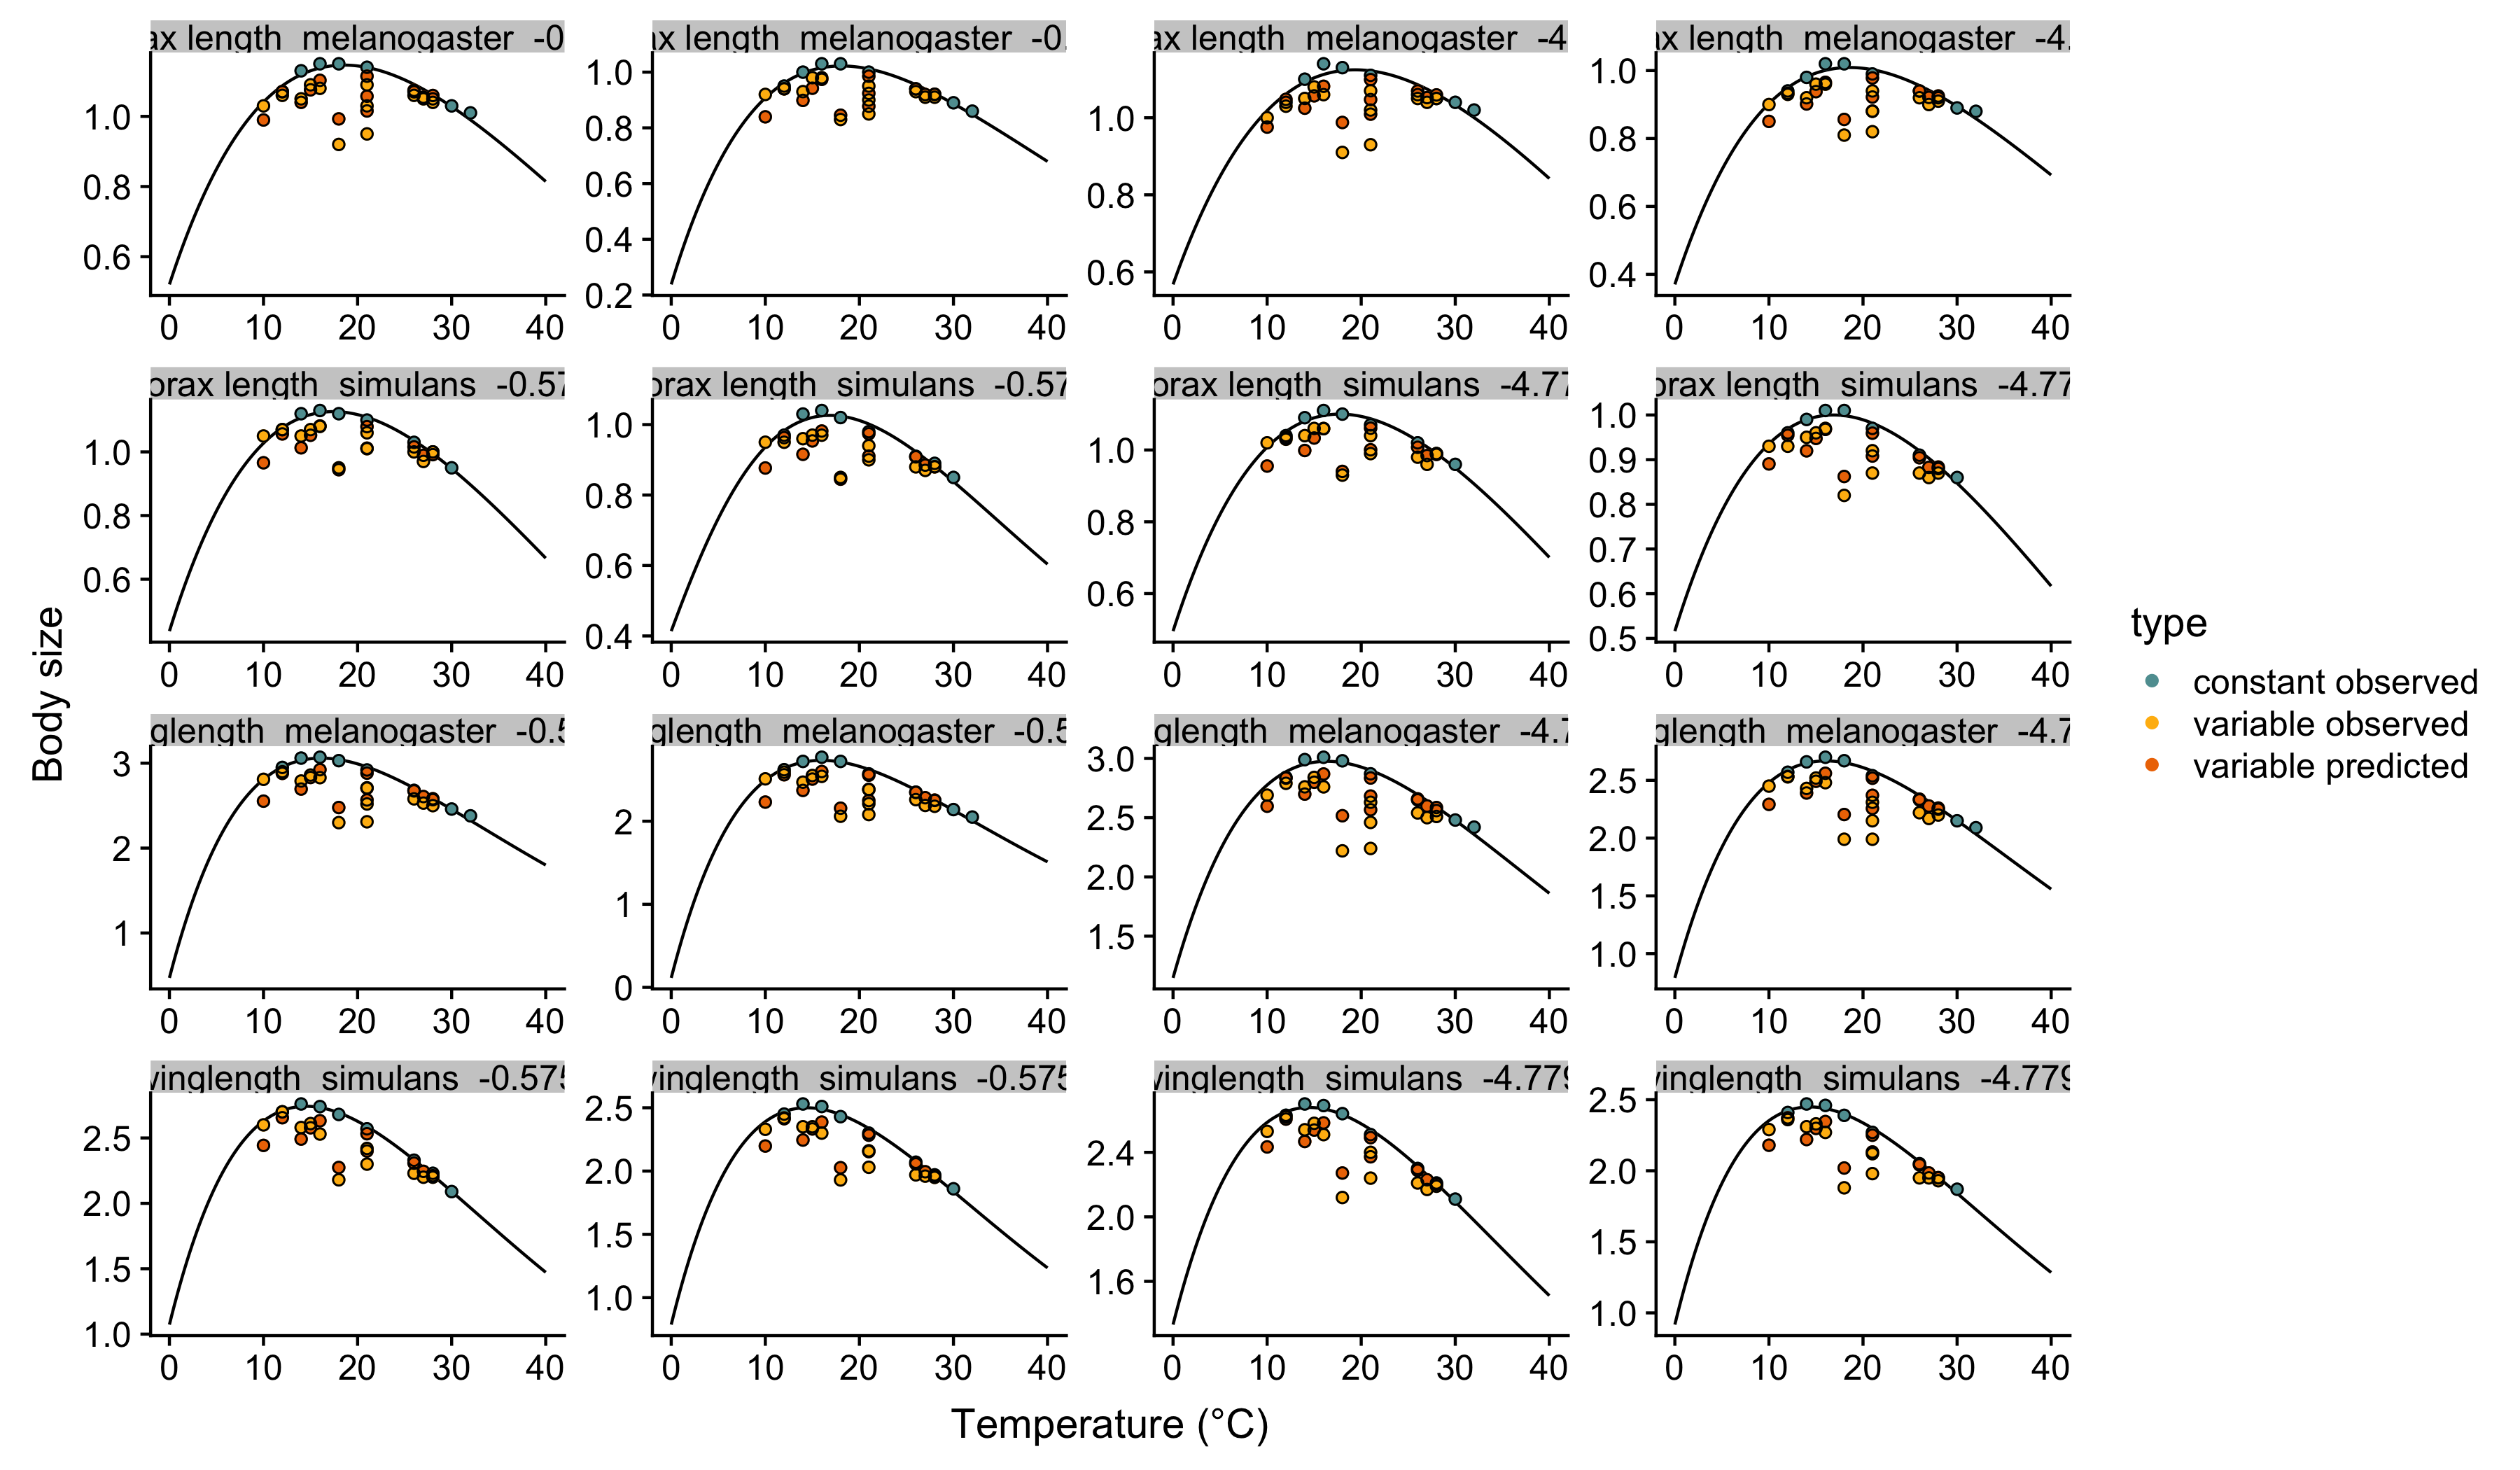 ax length melanogaster -0
ax length melanogaster -0.
ax length melanogaster -4
ax length melanogaster -4.
1.0
0.8
0.6
1.0
0.8
0.6
0.4
0.2
1.0
0.8
0.6
1.0
0.8
0.6
0.4
0 10 20 30 40
0 10 20 30 40
0 10 20 30 40
0 10 20 30 40
orax length simulans -0.57
orax length simulans -0.57
orax length simulans -4.77
orax length simulans -4.77
1.0
0.8
0.6
1.0
0.8
0.6
0.4
1.0
0.8
0.6
1.0
0.9
0.8
0.7
0.6
0.5
0 10 20 30 40
0 10 20 30 40
0 10 20 30 40
0 10 20 30 40
glength melanogaster -0.5
glength melanogaster -0.5
glength melanogaster -4.7
glength melanogaster -4.7
3
2
1
2
1
0
3.0
2.5
2.0
1.5
2.5
2.0
1.5
1.0
0 10 20 30 40
0 10 20 30 40
0 10 20 30 40
0 10 20 30 40
winglength simulans -0.575
winglength simulans -0.575
winglength simulans -4.779
winglength simulans -4.779
2.5
2.0
1.5
1.0
2.5
2.0
1.5
1.0
2.4
2.0
1.6
2.5
2.0
1.5
1.0
0 10 20 30 40
0 10 20 30 40
0 10 20 30 40
0 10 20 30 40
Body size
Temperature (°C)
type
constant observed
variable observed
variable predicted